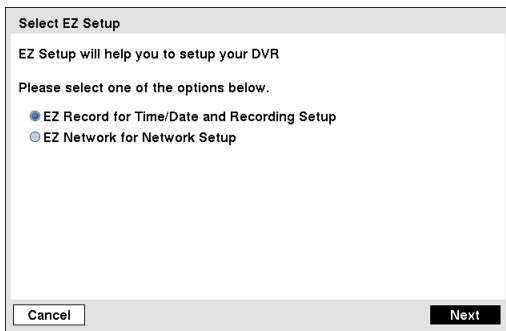 Select EZ Setup
EZ Setup will help you to setup your DVR
Please select one of the options below.
EZ Record for Time/Date and Recording Setup
EZ Network for Network Setup
Cancel
Next